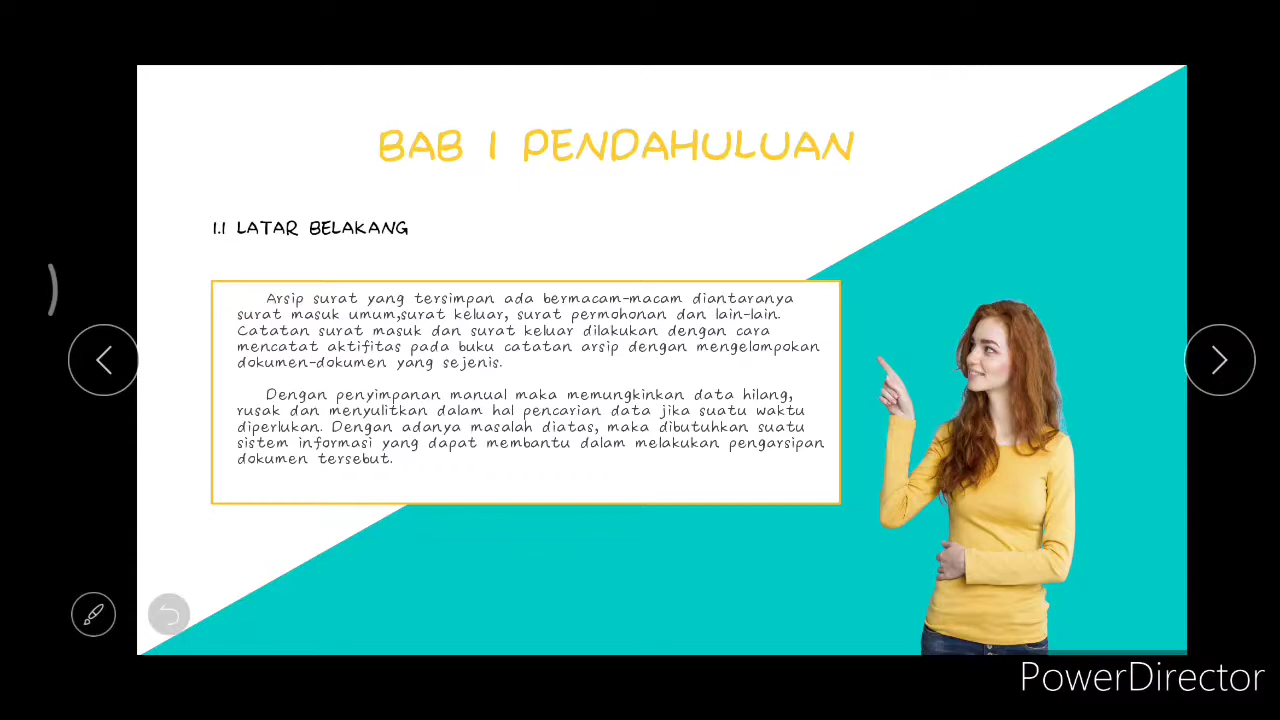 BAB 1 PENDAHULUAN
1.1 LATAR BELAKANG
Arsip surat yang tersimpan ada bermacam-macam diantaranya
surat masuk umum,surat keluar, surat permohonan dan lain-lain.
Catatan surat masuk dan surat keluar dilakukan dengan cara
mencatat aktifitas pada buku catatan arsip dengan mengelompokan
dokumen-dokumen yang sejenis.
Dengan penyimpanan manual maka memungkinkan data hilang,
rusak dan menyulitkan dalam hal pencarian data jika suatu waktu
diperlukan. Dengan adanya masalah diatas, maka dibutuhkan suatu
sistem informasi yang dapat membantu dalam melakukan pengarsipan
dokumen tersebut.
PowerDirector